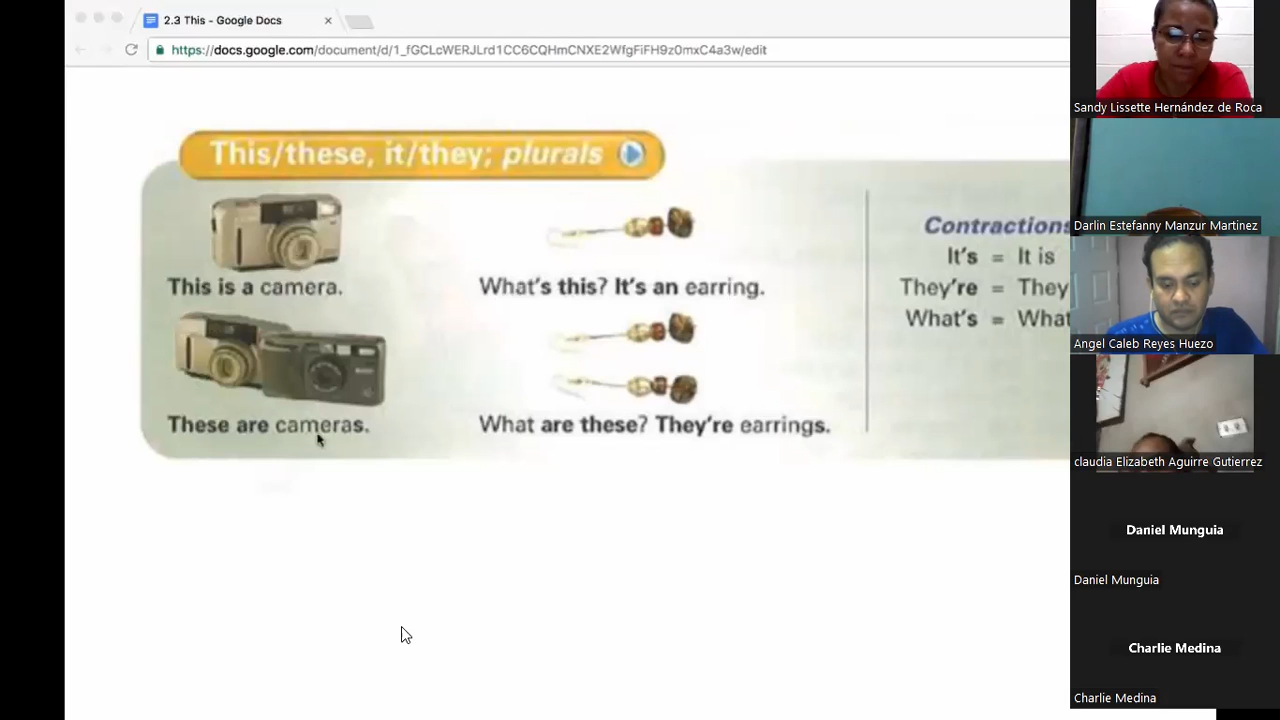 2.3 This - Google Docs
https://docs.google.com/document/d/1_fGCLcWERJLrd1CC6CQHmCNXE2WfgFiFH9z0mxC4a3w/edit
This/these, it/they; plurals
This is a camera.
What's this? It's an earring.
These are cameras.
What are these? They're earrings.
Contractions
It's = It is
They're = They
What's = What
Sandy Lissette Hernández de Roca
Darlin Estefanny Manzur Martinez
Angel Caleb Reyes Huezo
claudia Elizabeth Aguirre Gutierrez
Daniel Munguia
Daniel Munguia
Charlie Medina
Charlie Medina